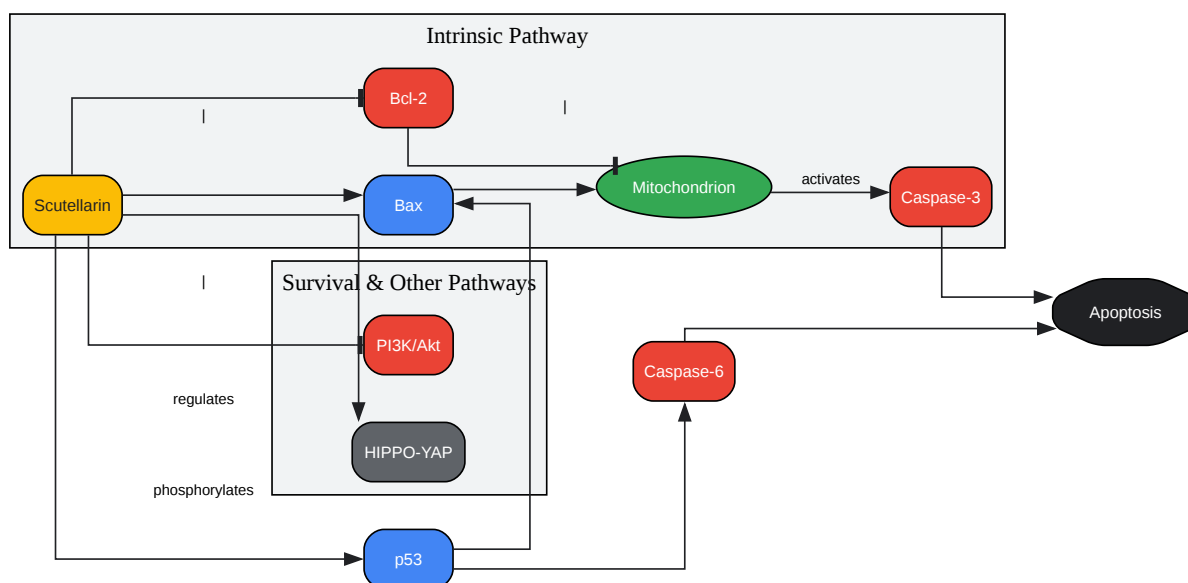 Intrinsic Pathway
Bcl-2
|
|
Scutellarin
Bax
Mitochondrion
activates
Caspase-3
|
Survival & Other Pathways
Apoptosis
PI3K/Akt
Caspase-6
regulates
HIPPO-YAP
phosphorylates
p53